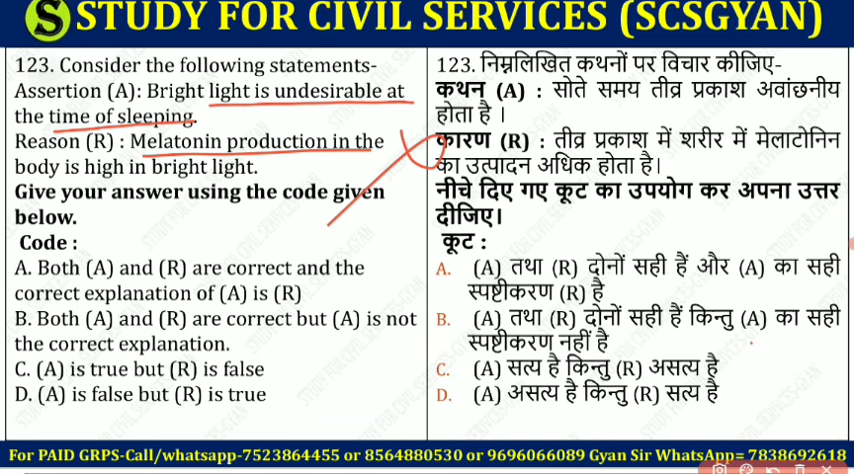 S STUDY FOR CIVIL SERVICES (SCSGYAN)
123. Consider the following statements-
Assertion (A): Bright light is undesirable at
the time of sleeping.
Reason (R) : Melatonin production in the
body is high in bright light.
Give your answer using the code given
below.
Code :
A. Both (A) and (R) are correct and the
correct explanation of (A) is (R)
B. Both (A) and (R) are correct but (A) is not
the correct explanation.
C. (A) is true but (R) is false
D. (A) is false but (R) is true
123. निम्नलिखित कथनों पर विचार कीजिए-
कथन (A) : सोते समय तीव्र प्रकाश अवांछनीय
होता है ।
कारण (R) : तीव्र प्रकाश में शरीर में मेलाटोनिन
का उत्पादन अधिक होता है।
नीचे दिए गए कूट का उपयोग कर अपना उत्तर
दीजिए।
कूट :
A. (A) तथा (R) दोनों सही हैं और (A) का सही
स्पष्टीकरण (R) है
B. (A) तथा (R) दोनों सही हैं किन्तु (A) का सही
स्पष्टीकरण नहीं है
C. (A) सत्य है किन्तु (R) असत्य है
D. (A) असत्य है किन्तु (R) सत्य है
For PAID GRPS-Call/whatsapp-7523864455 or 8564880530 or 9696066089 Gyan Sir WhatsApp= 7838692618